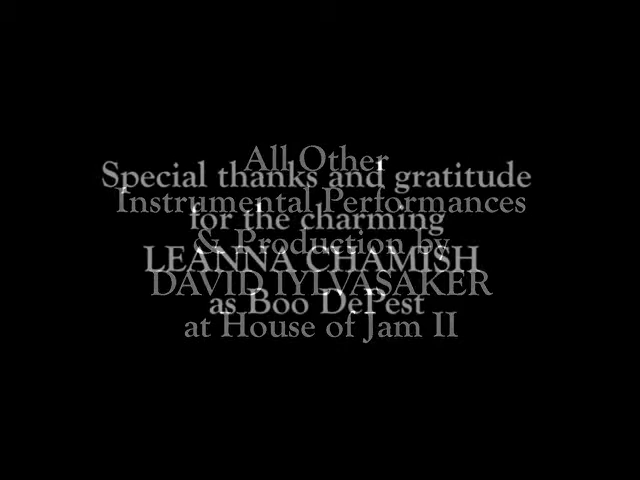 All Other
Special thanks and gratitude
Instrumental Performances
for the charming
& Production by
LEANNA CHAMISH
DAVID IYLVASAKER
as Boo DePest
at House of Jam II